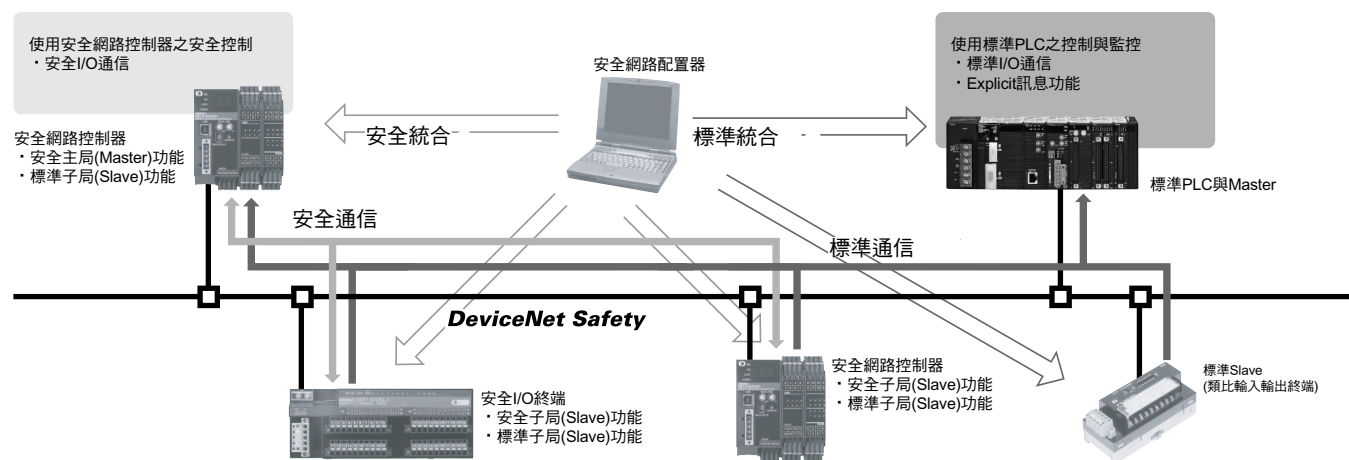 使用安全網路控制器之安全控制
・安全I/O通信
安全網路控制器
・安全主局(Master)功能
・標準子局(Slave)功能
安全網路配置器
安全統合
標準統合
使用標準PLC之控制與監控
・標準I/O通信
・Explicit訊息功能
標準PLC與Master
安全通信
標準通信
DeviceNet Safety
安全I/O終端
・安全子局(Slave)功能
・標準子局(Slave)功能
安全網路控制器
・安全子局(Slave)功能
・標準子局(Slave)功能
標準Slave
(類比輸入輸出終端)